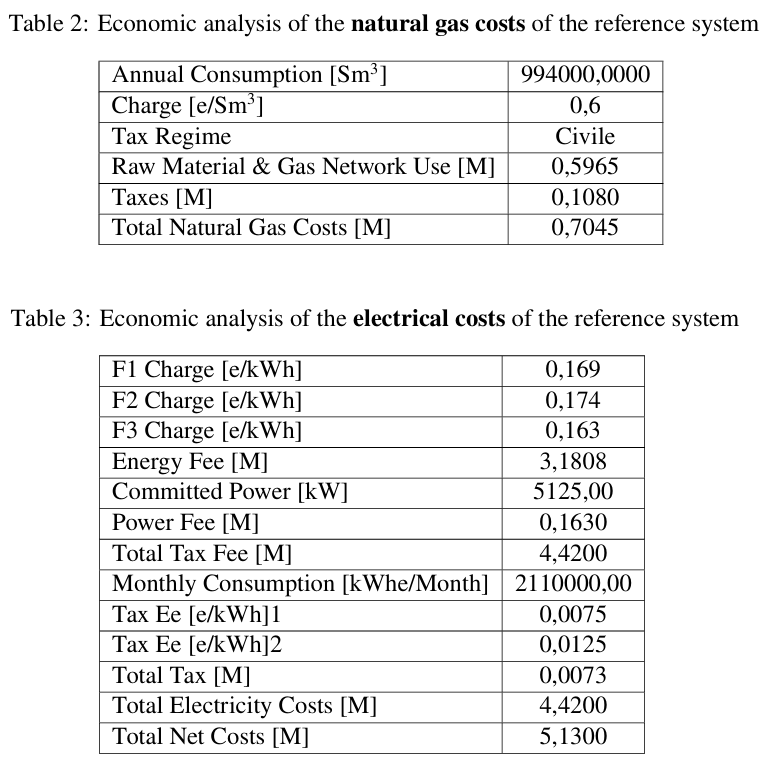 Table 2: Economic analysis of the natural gas costs of the reference system
Annual Consumption [Sm³] 994000,0000
Charge [e/Sm³] 0,6
Tax Regime Civile
Raw Material & Gas Network Use [M] 0,5965
Taxes [M] 0,1080
Total Natural Gas Costs [M] 0,7045
Table 3: Economic analysis of the electrical costs of the reference system
F1 Charge [e/kWh] 0,169
F2 Charge [e/kWh] 0,174
F3 Charge [e/kWh] 0,163
Energy Fee [M] 3,1808
Committed Power [kW] 5125,00
Power Fee [M] 0,1630
Total Tax Fee [M] 4,4200
Monthly Consumption [kWhe/Month] 2110000,00
Tax Ee [e/kWh]1 0,0075
Tax Ee [e/kWh]2 0,0125
Total Tax [M] 0,0073
Total Electricity Costs [M] 4,4200
Total Net Costs [M] 5,1300